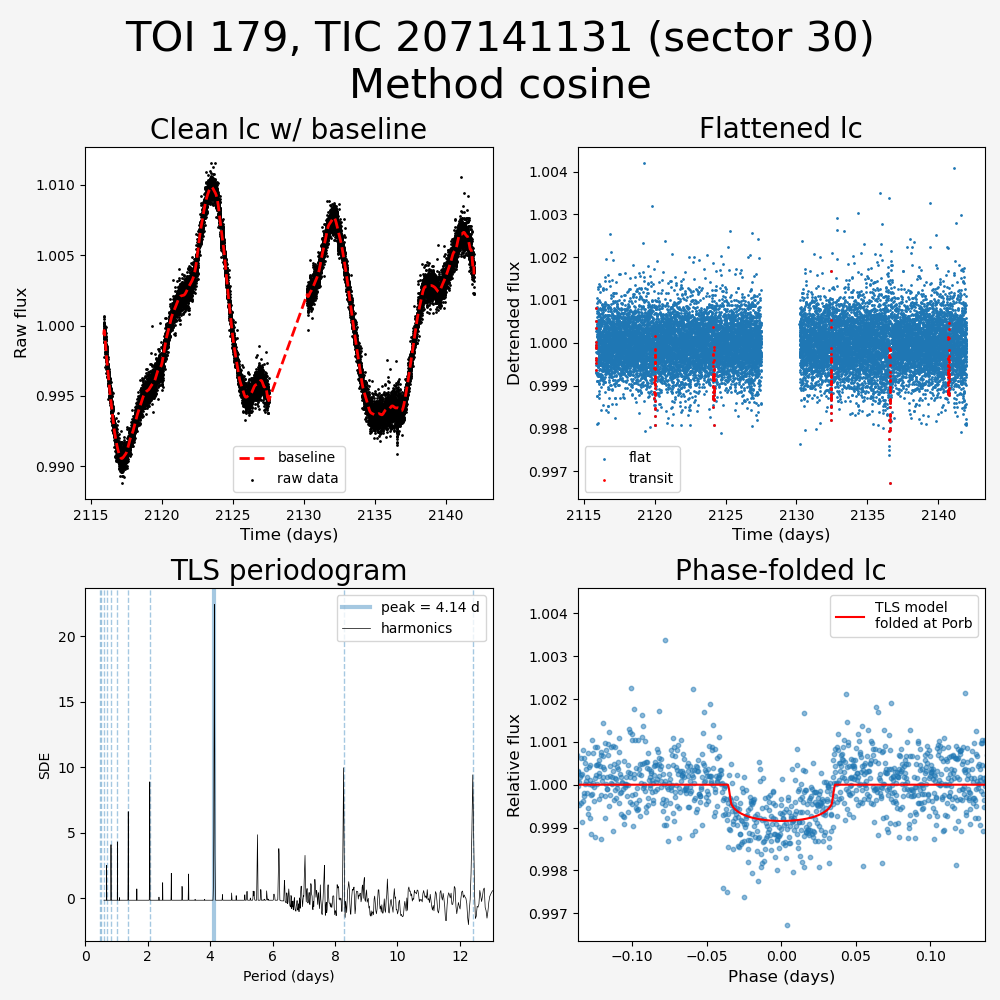 TOI 179, TIC 207141131 (sector 30)
Method cosine
Clean lc w/ baseline
Raw flux
1.010
1.005
1.000
0.995
0.990
baseline
raw data
2115 2120 2125 2130 2135 2140
Time (days)
Flattened lc
Detrended flux
1.004
1.003
1.002
1.001
1.000
0.999
0.998
0.997
flat
transit
2115 2120 2125 2130 2135 2140
Time (days)
TLS periodogram
SDE
20
15
10
5
0
peak = 4.14 d
harmonics
0 2 4 6 8 10 12
Period (days)
Phase-folded lc
Relative flux
1.004
1.003
1.002
1.001
1.000
0.999
0.998
0.997
TLS model
folded at Porb
−0.10 −0.05 0.00 0.05 0.10
Phase (days)